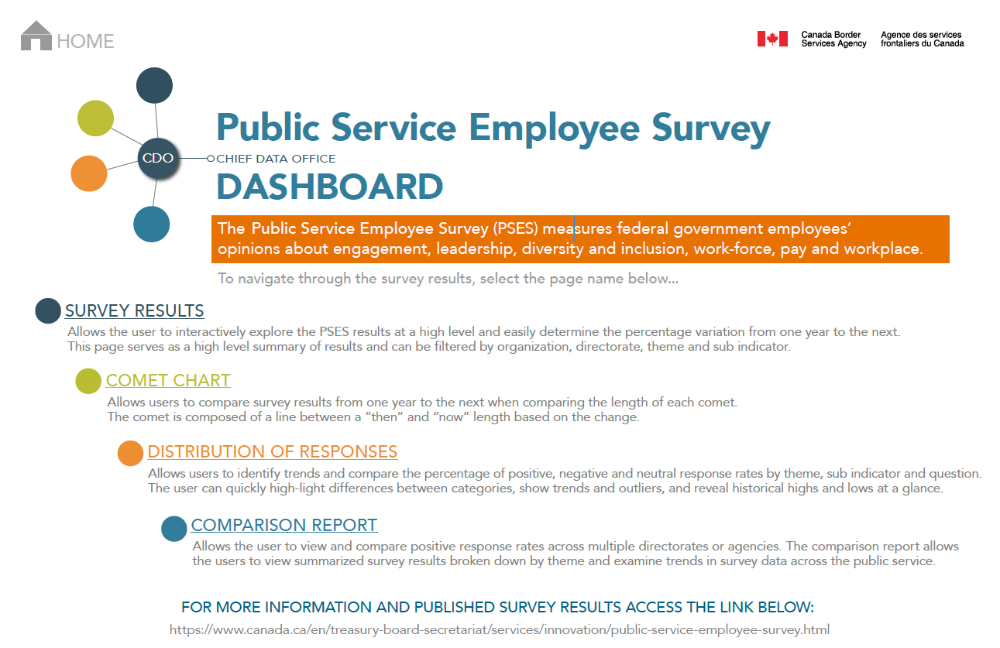 HOME
Canada Border
Services Agency
Agence des services
frontaliers du Canada
Public Service Employee Survey
CDO
CHIEF DATA OFFICE
DASHBOARD
The Public Service Employee Survey (PSES) measures federal government employees’
opinions about engagement, leadership, diversity and inclusion, work-force, pay and workplace.
To navigate through the survey results, select the page name below...
SURVEY RESULTS
Allows the user to interactively explore the PSES results at a high level and easily determine the percentage variation from one year to the next.
This page serves as a high level summary of results and can be filtered by organization, directorate, theme and sub indicator.
COMET CHART
Allows users to compare survey results from one year to the next when comparing the length of each comet.
The comet is composed of a line between a “then” and “now” length based on the change.
DISTRIBUTION OF RESPONSES
Allows users to identify trends and compare the percentage of positive, negative and neutral response rates by theme, sub indicator and question.
The user can quickly high-light differences between categories, show trends and outliers, and reveal historical highs and lows at a glance.
COMPARISON REPORT
Allows the user to view and compare positive response rates across multiple directorates or agencies. The comparison report allows
the users to view summarized survey results broken down by theme and examine trends in survey data across the public service.
FOR MORE INFORMATION AND PUBLISHED SURVEY RESULTS ACCESS THE LINK BELOW:
https://www.canada.ca/en/treasury-board-secretariat/services/innovation/public-service-employee-survey.html